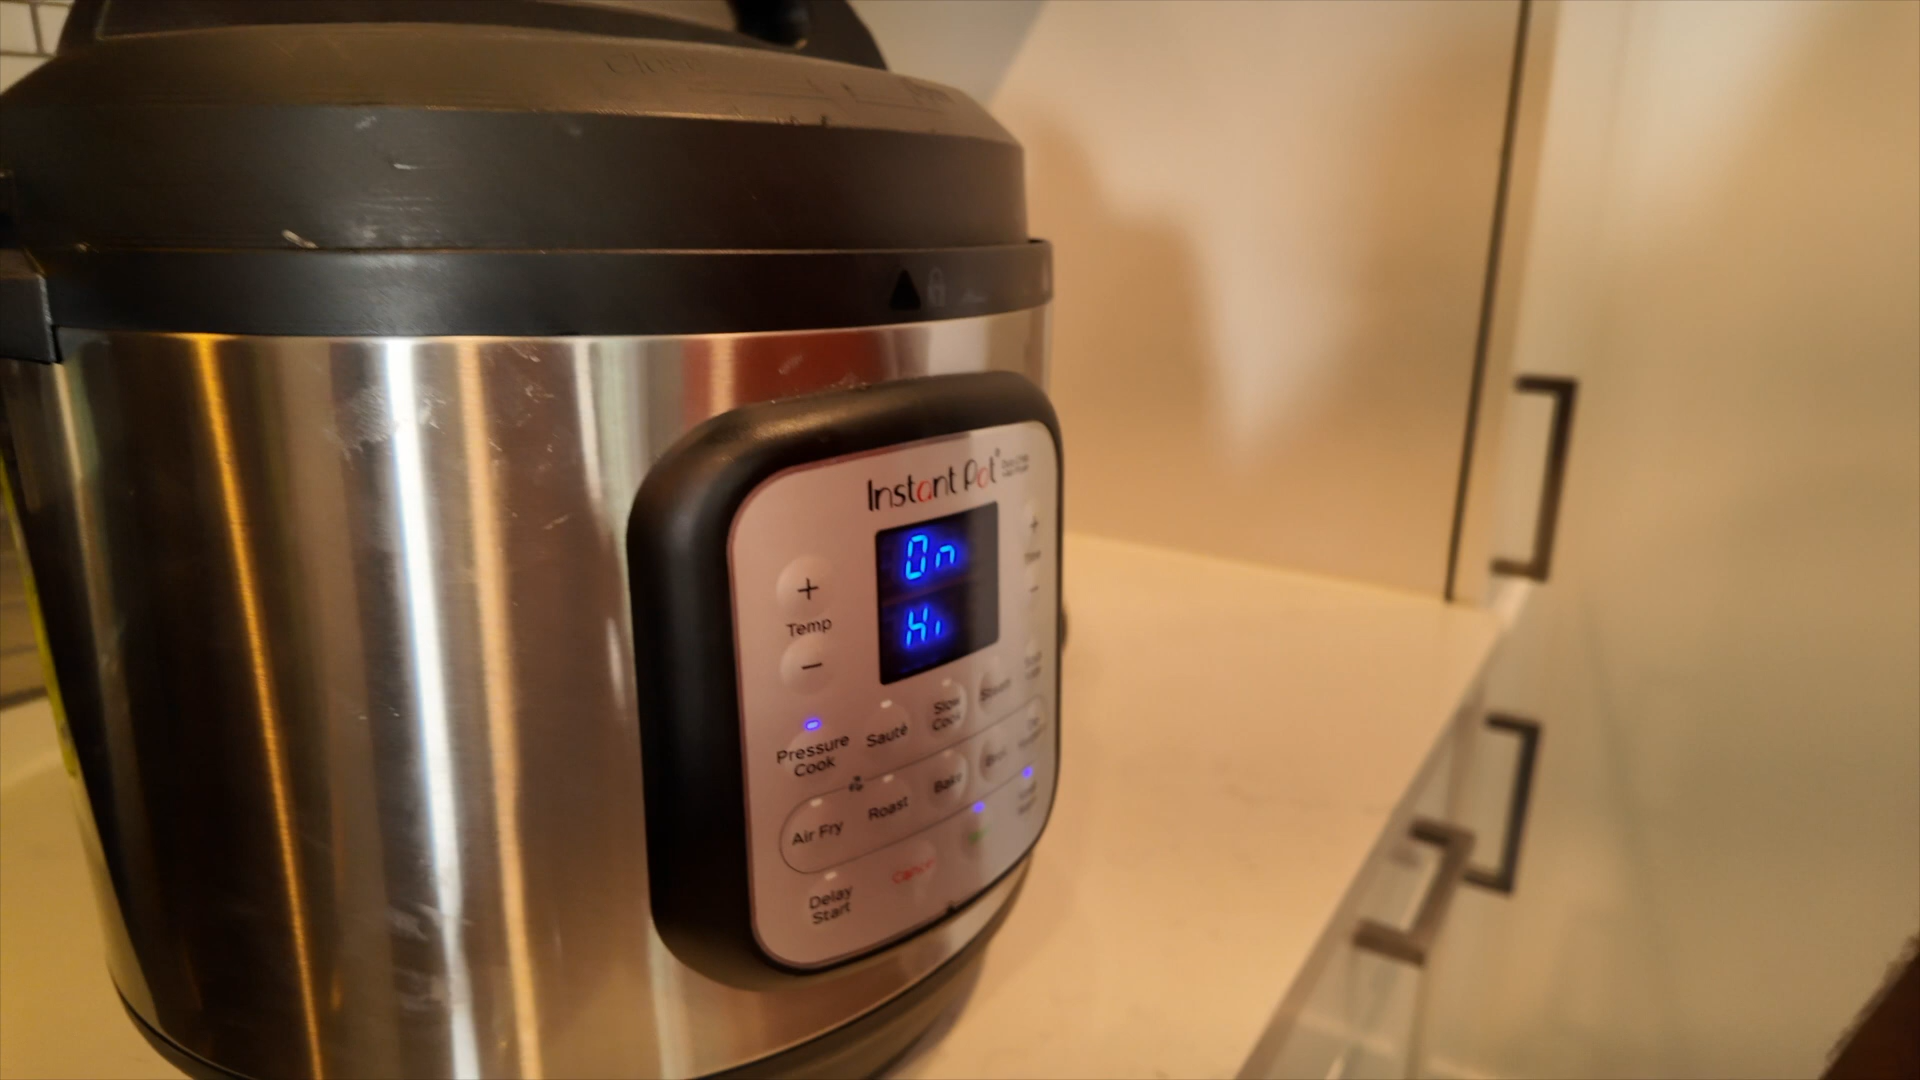 Instant Pot
On
Hi
+
Temp
−
+
−
Pressure
Cook
Sauté
Slow
Cook
Air Fry
Roast
Bake
Delay
Start
Cancel